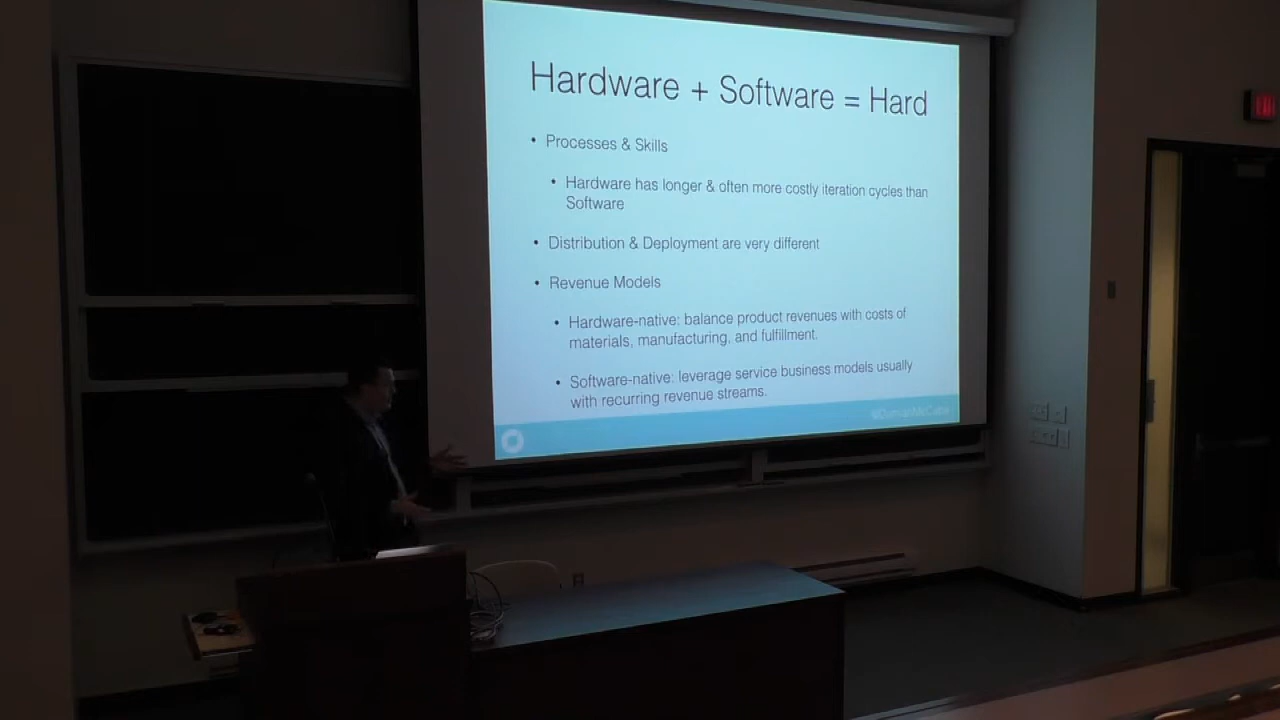 Hardware + Software = Hard
• Processes & Skills
• Hardware has longer & often more costly iteration cycles than
Software
• Distribution & Deployment are very different
• Revenue Models
• Hardware-native: balance product revenues with costs of
materials, manufacturing, and fulfillment.
• Software-native: leverage service business models usually
with recurring revenue streams.